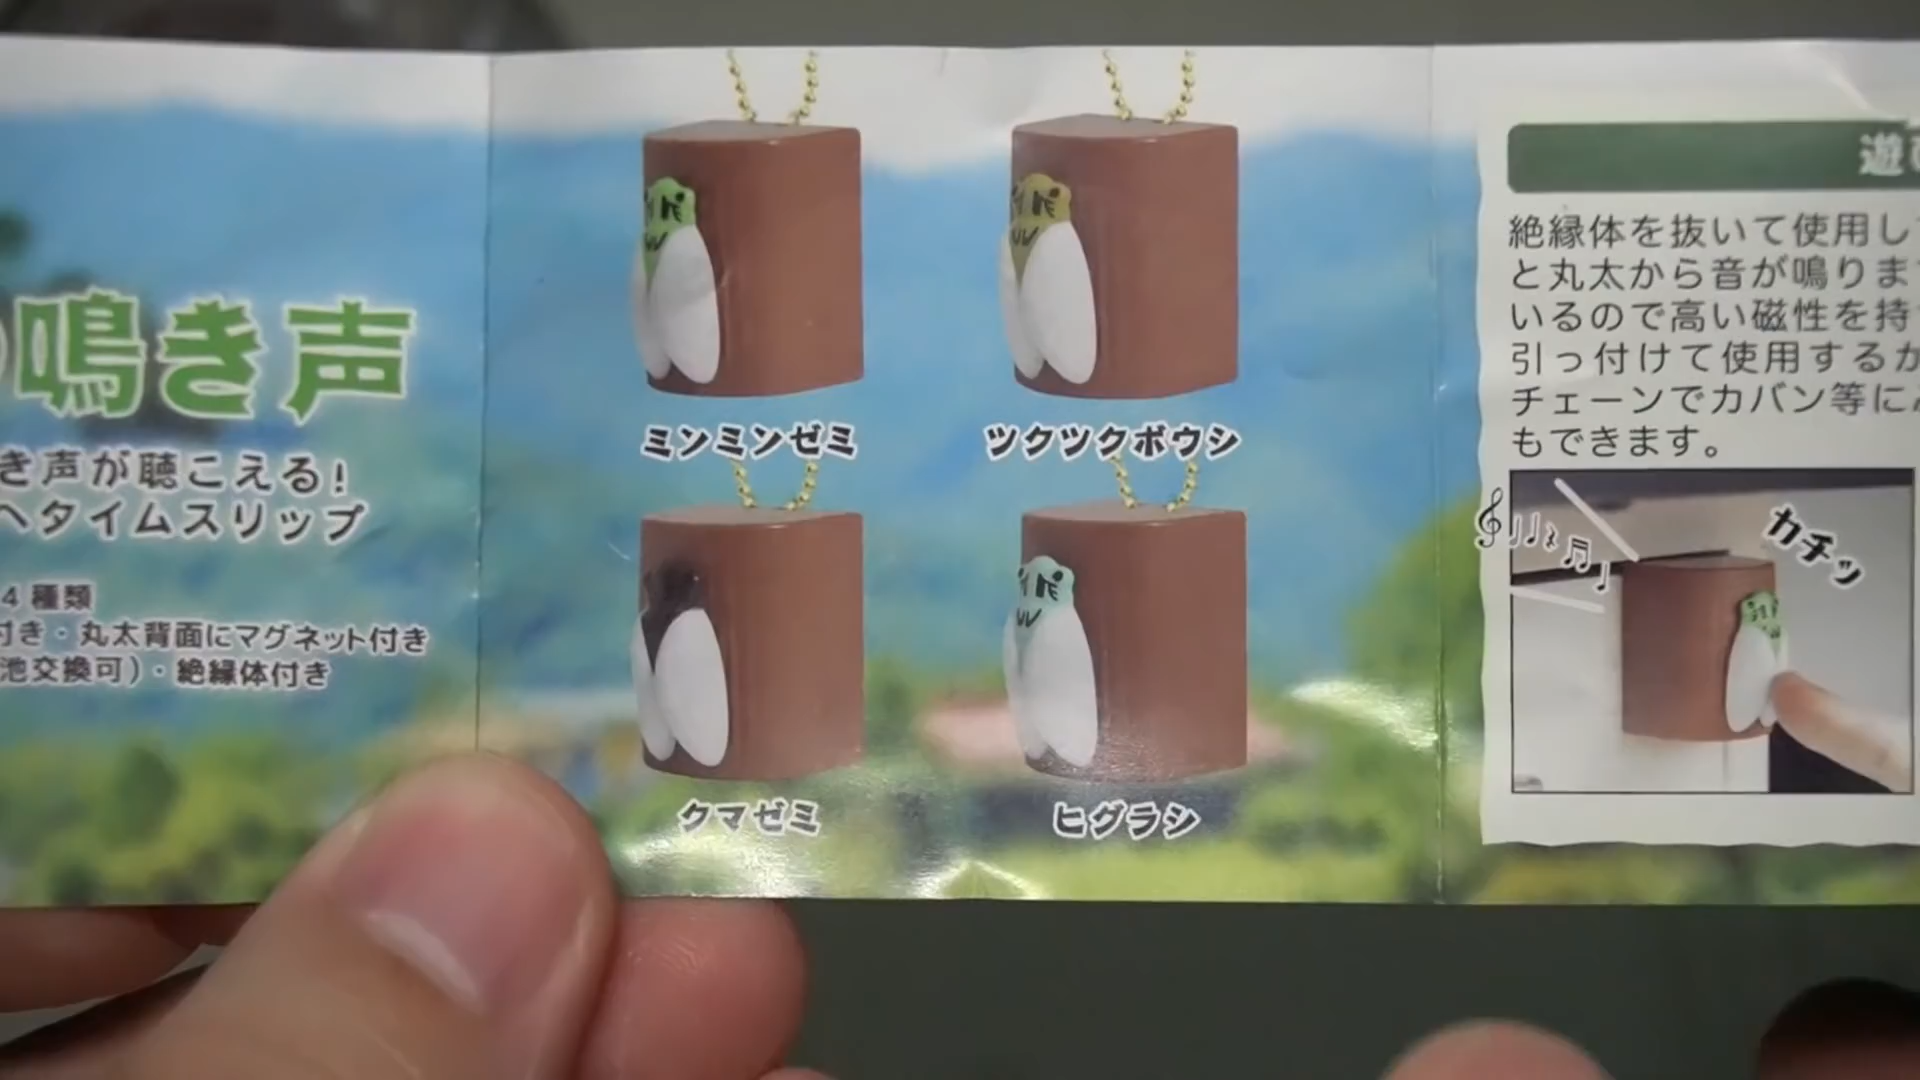 鳴き声
き声が聴こえる!
へタイムスリップ
4種類
付き・丸太背面にマグネット付き
池交換可)・絶縁体付き
ミンミンゼミ
ツクツクボウシ
クマゼミ
ヒグラシ
遊
絶縁体を抜いて使用し
と丸太から音が鳴りま
いるので高い磁性を持
引っ付けて使用するか
チェーンでカバン等に
もできます。
カチッ